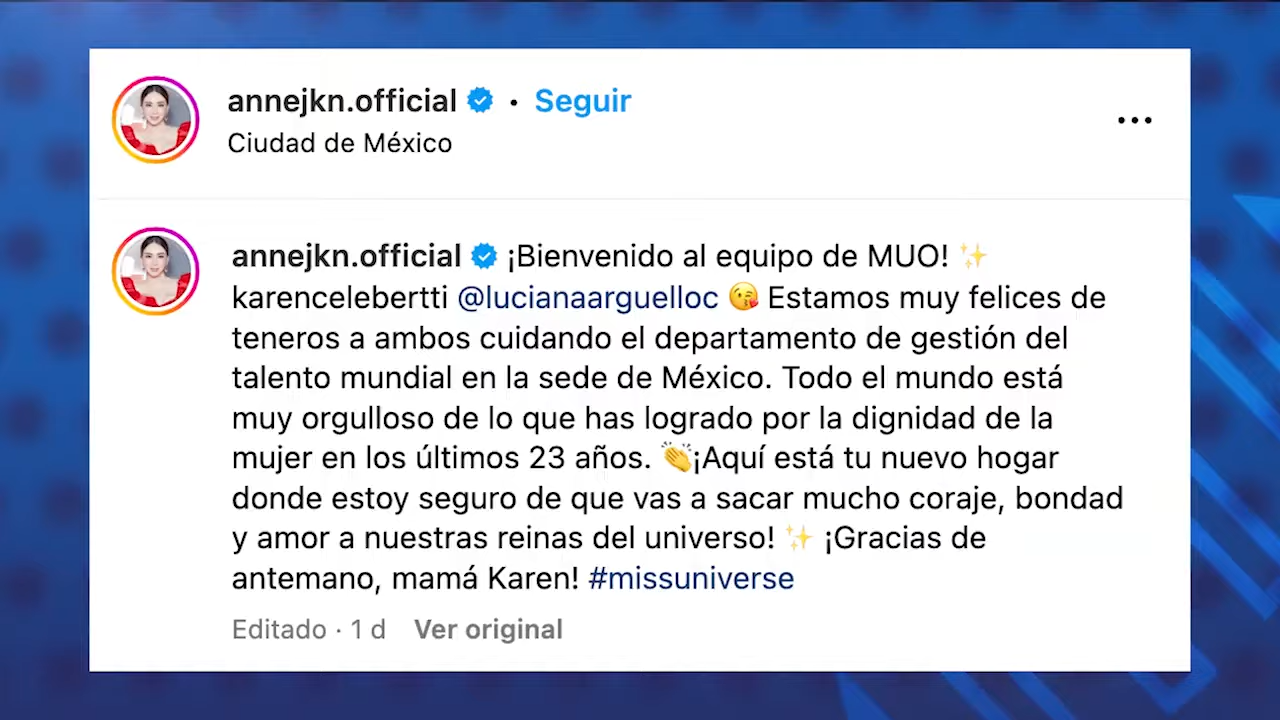 annejkn.official • Seguir
Ciudad de México
annejkn.official ¡Bienvenido al equipo de MUO! ✨
karencelebertti @lucianaarguelloc 😘 Estamos muy felices de
teneros a ambos cuidando el departamento de gestión del
talento mundial en la sede de México. Todo el mundo está
muy orgulloso de lo que has logrado por la dignidad de la
mujer en los últimos 23 años. 👏¡Aquí está tu nuevo hogar
donde estoy seguro de que vas a sacar mucho coraje, bondad
y amor a nuestras reinas del universo! ✨ ¡Gracias de
antemano, mamá Karen! #missuniverse
Editado · 1 d Ver original